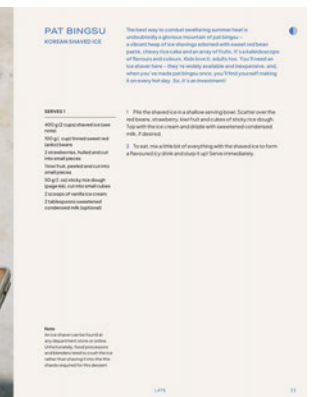 PAT BINGSU
KOREAN SHAVED ICE
The best way to combat sweltering summer heat is
undoubtedly a glorious mountain of pat bingsu –
a vibrant heap of ice shavings adorned with sweet red bean
paste, chewy rice cake and an array of fruits. It's a kaleidoscope
of flavours and colours. Kids love it, adults too. You'll need an
ice shaver here – they're widely available and inexpensive, and,
when you've made pat bingsu once, you'll find yourself making
it on every hot day. So, it's an investment!
SERVES 1
400 g (2 cups) shaved ice (see
note)
100 g ( cup) tinned sweet red
(azuki) beans
2 strawberries, hulled and cut
into small pieces
1 kiwi fruit, peeled and cut into
small pieces
50 g ( oz) sticky rice dough
(page), cut into small cubes
2 scoops of vanilla ice cream
2 tablespoons sweetened
condensed milk (optional)
1 Pile the shaved ice in a shallow serving bowl. Scatter over the
red beans, strawberry, kiwi fruit and cubes of sticky rice dough.
Top with the ice cream and drizzle with sweetened condensed
milk, if desired.
2 To eat, mix a little bit of everything with the shaved ice to form
a flavoured icy drink and slurp it up! Serve immediately.
Note
An ice shaver can be found at
any department store or online.
Unfortunately, food processors
and blenders tend to crush the ice
rather than shaving it into the thin
shards required for this dessert.
LATE